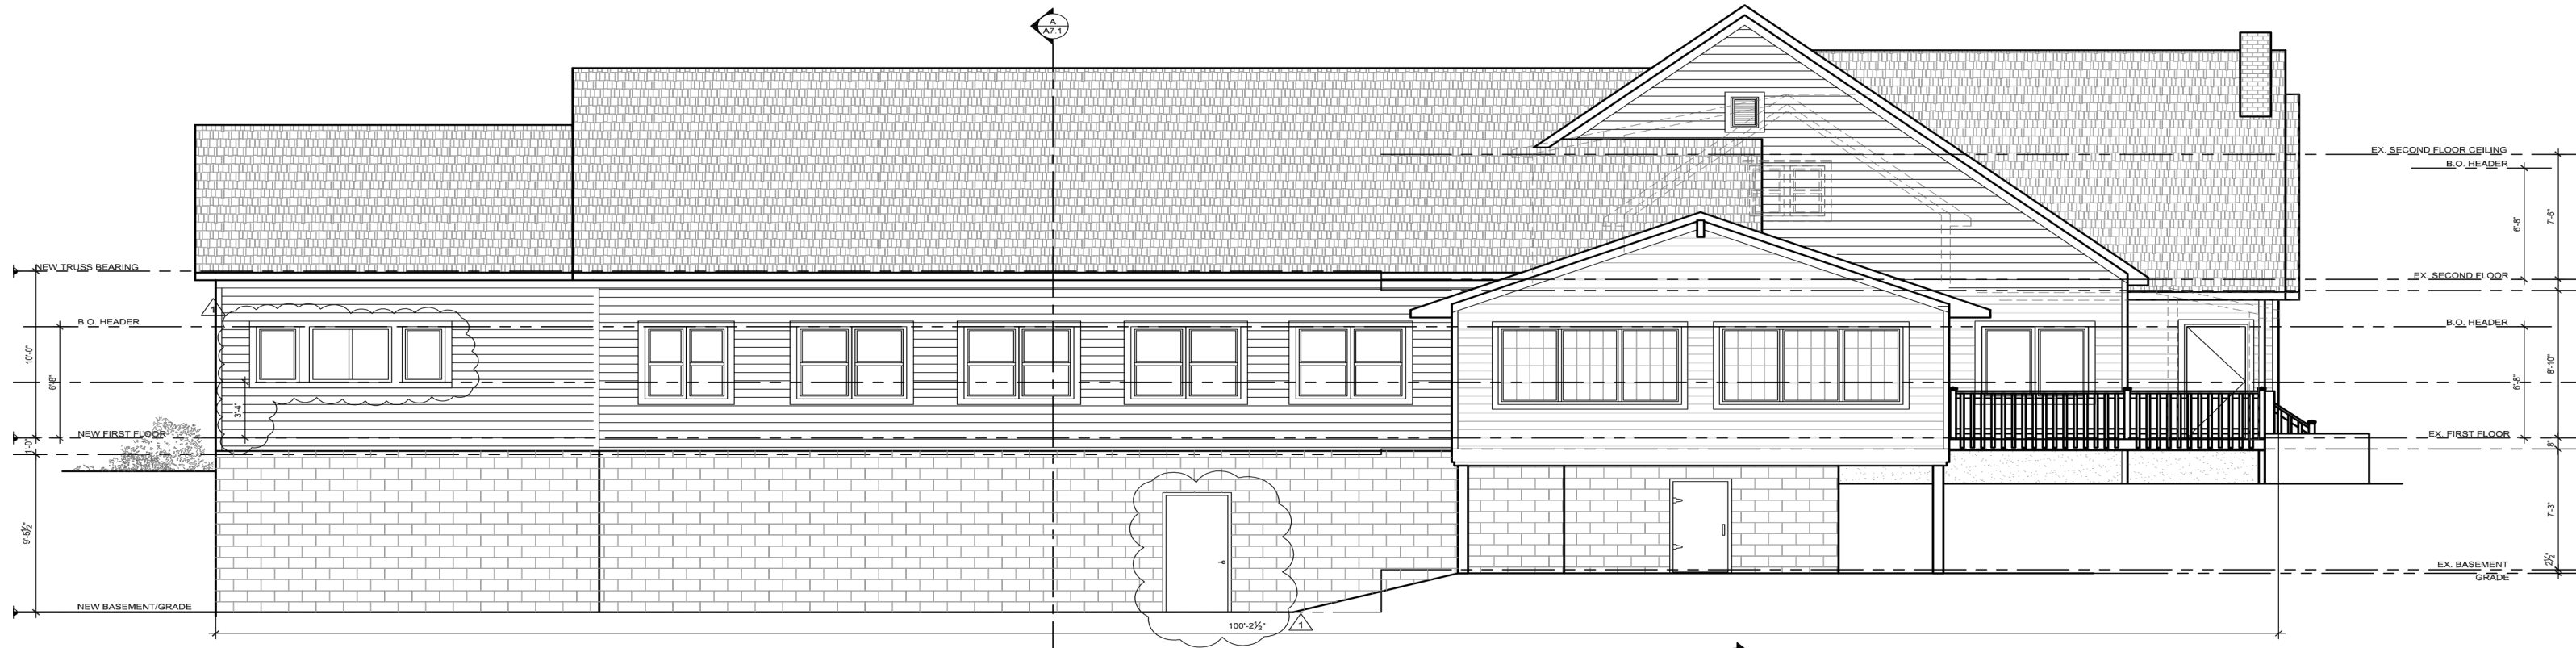 A
A7.1
EX. SECOND FLOOR CEILING
B.O. HEADER
7'-6"
6'-8"
NEW TRUSS BEARING
EX. SECOND FLOOR
1
B.O. HEADER
B.O. HEADER
10'-0"
6'-8"
8'-10"
6'-8"
3'-4"
NEW FIRST FLOOR
EX. FIRST FLOOR
1'-0"
8"
9'-5½"
7'-3"
EX. BASEMENT
2½"
GRADE
NEW BASEMENT/GRADE
100'-2½"
1